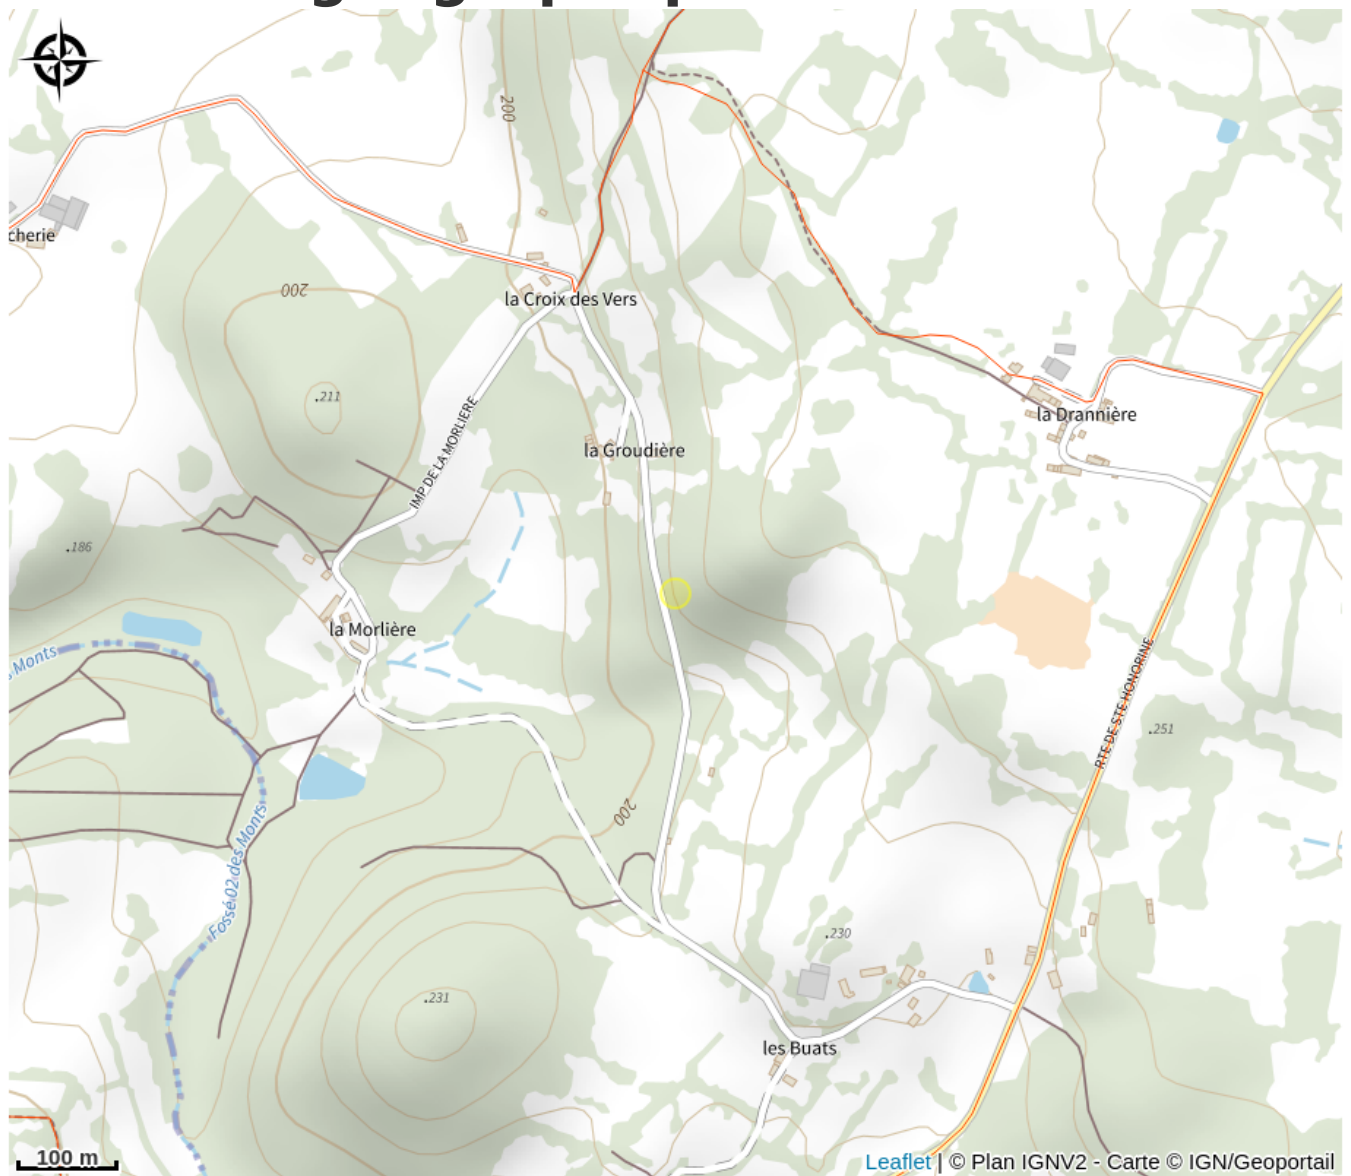 200
cherie
la Croix des Vers
200
.211
IMP DE LA MORLIERE
la Drannière
la Groudière
.186
la Morlière
s Monts
RTE DE STE HONORINE
.251
200
Fossé 02 des Monts
.230
.231
les Buats
100 m
Leaflet | © Plan IGNV2 - Carte © IGN/Geoportail